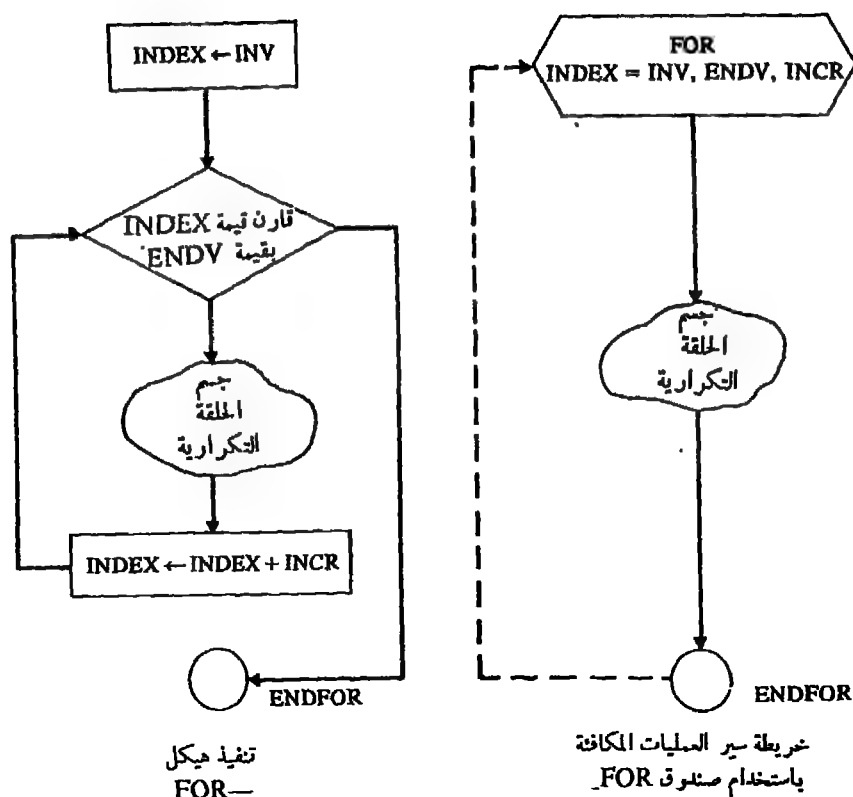 INDEX ← INV
قارن قيمة INDEX
بقيمة ENDV
جسم
الحلقة
التكرارية
INDEX ← INDEX + INCR
ENDFOR
تنفيذ هيكل
FOR—
FOR
INDEX = INV, ENDV, INCR
جسم
الحلقة
التكرارية
ENDFOR
خريطة سير العمليات المكافئة
باستخدام صندوق FOR